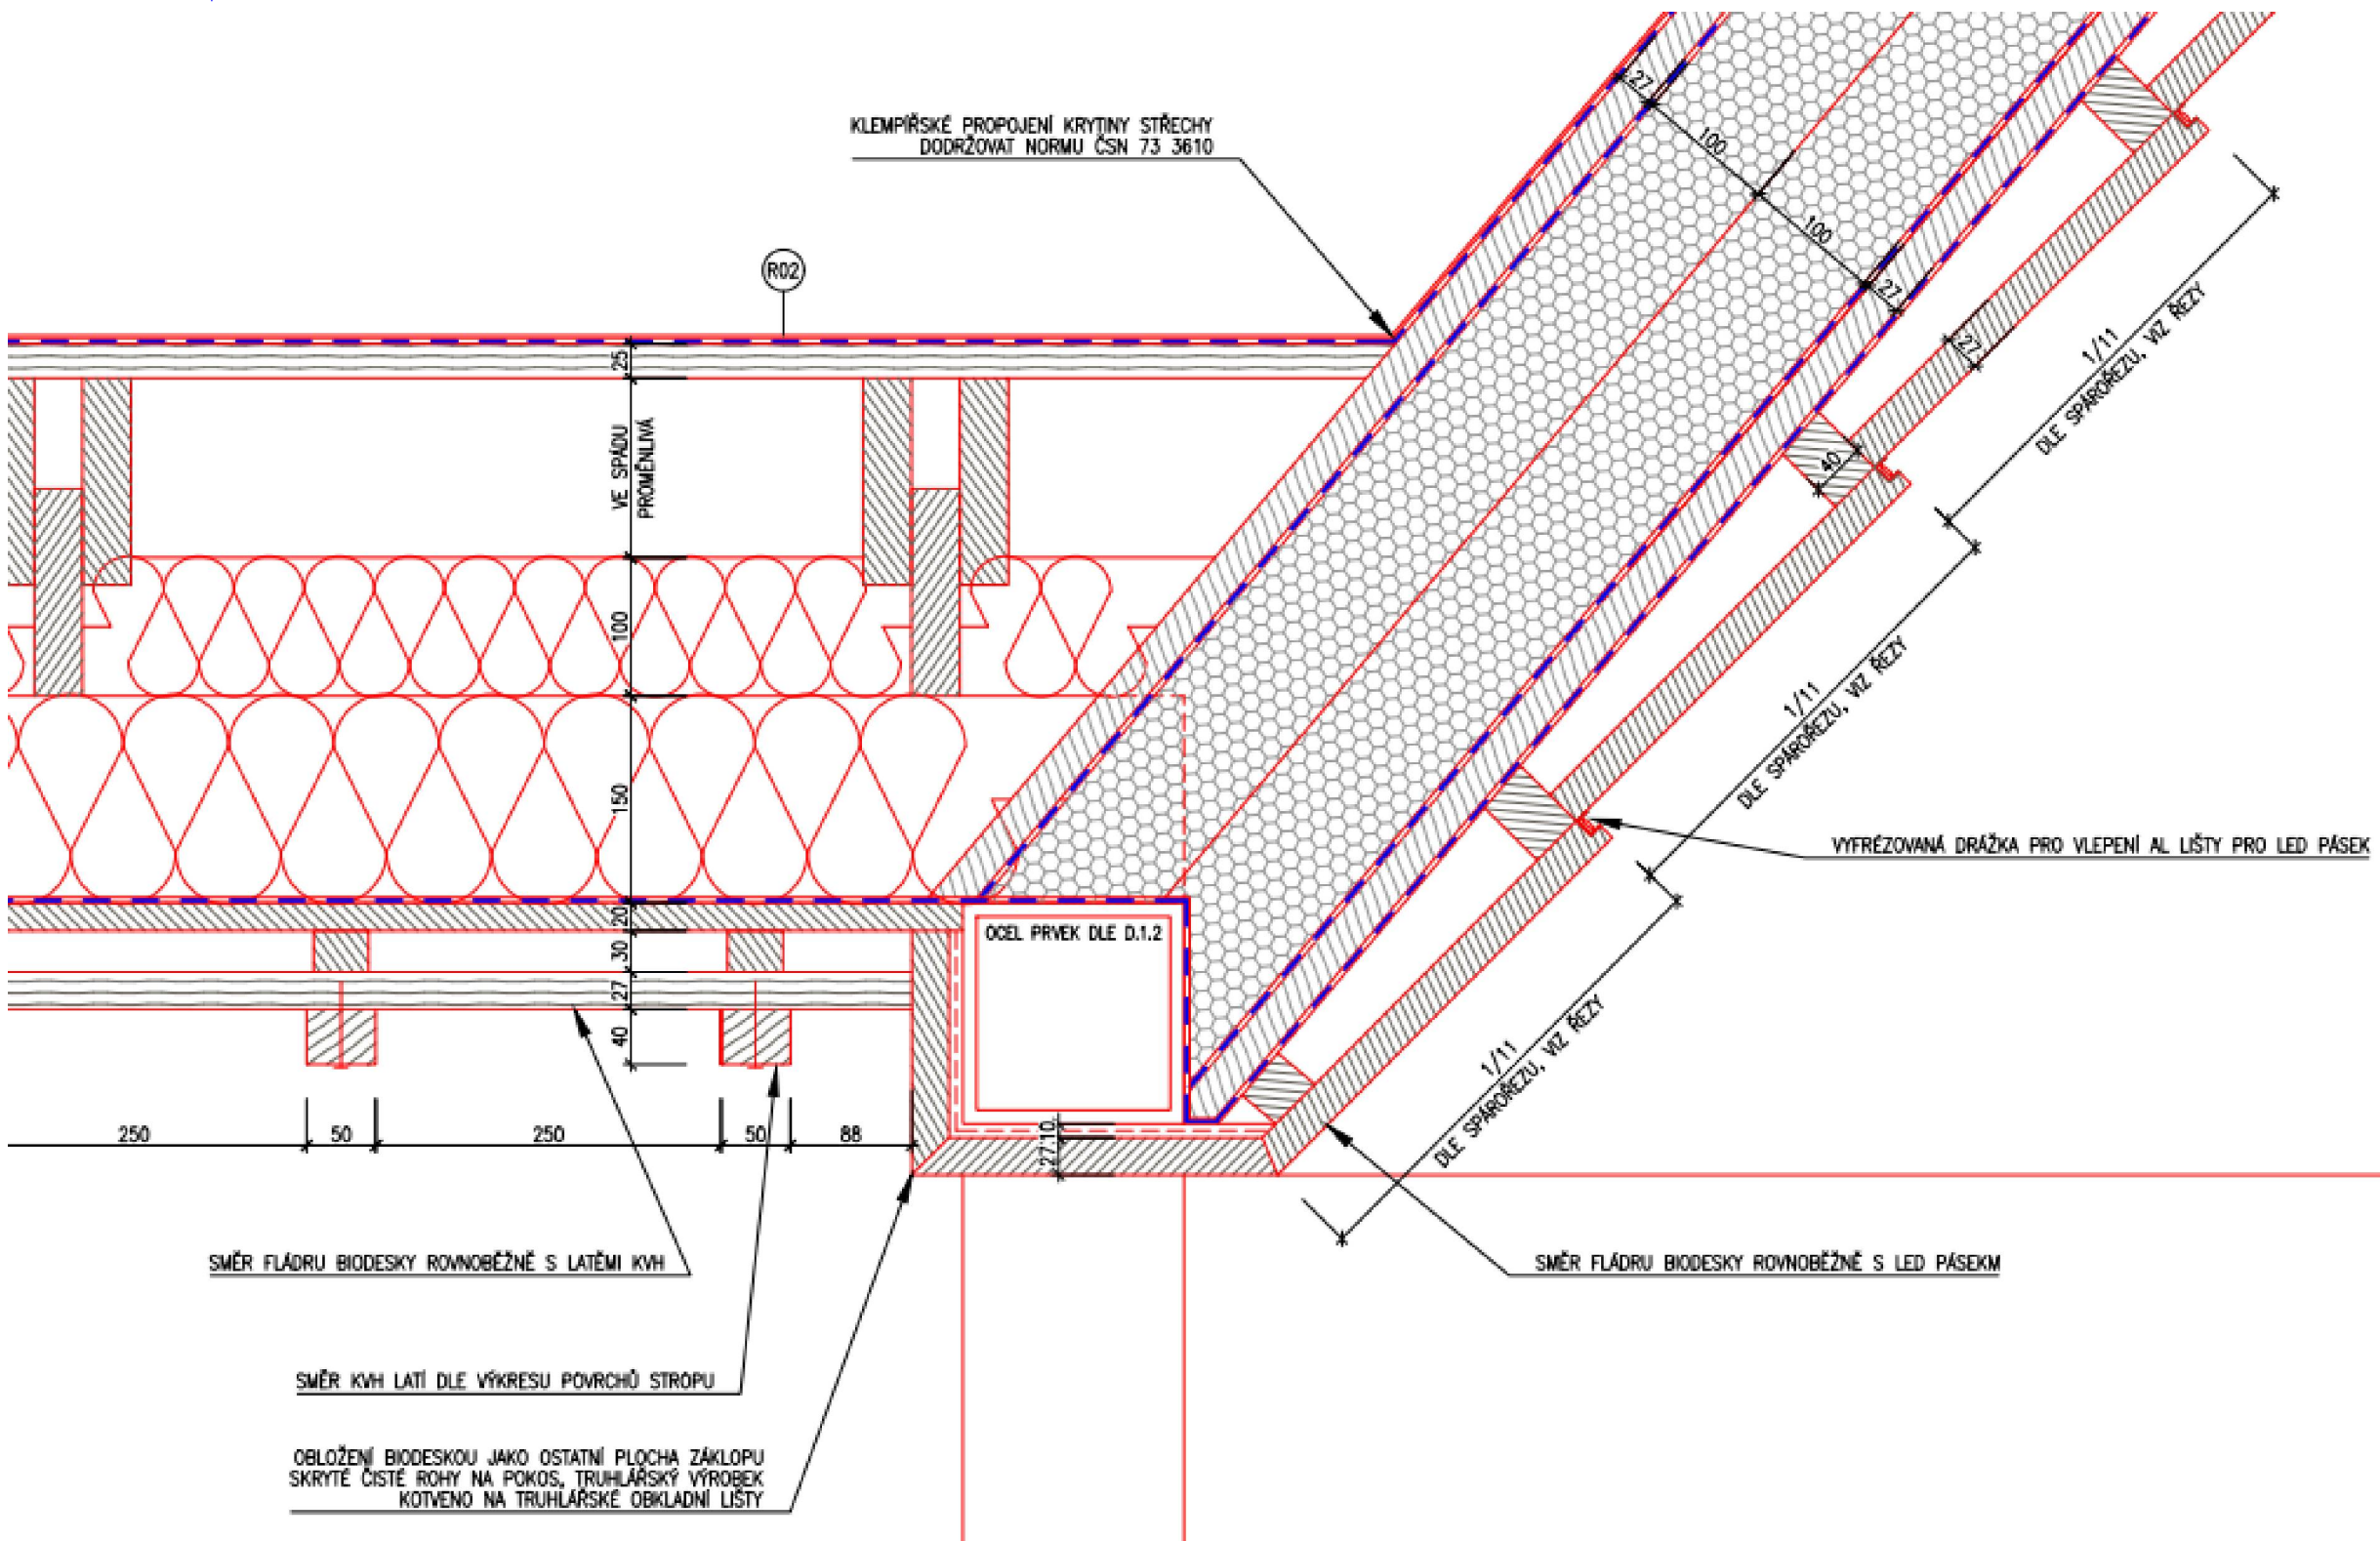 KLEMPÍŘSKÉ PROPOJENÍ KRYTINY STŘECHY
DODRŽOVAT NORMU ČSN 73 3610
R02
27
100
100
27
25
VE SPÁDU
PROMĚNLIVÁ
100
150
20
30
27
40
27
40
1/11
DLE SPÁROŘEZU, VIZ ŘEZY
1/11
DLE SPÁROŘEZU, VIZ ŘEZY
1/11
DLE SPÁROŘEZU, VIZ ŘEZY
VYFRÉZOVANÁ DRÁŽKA PRO VLEPENÍ AL LIŠTY PRO LED PÁSEK
OCEL PRVEK DLE D.1.2
27
10
250
50
250
50
88
SMĚR FLÁDRU BIODESKY ROVNOBĚŽNĚ S LATĚMI KVH
SMĚR FLÁDRU BIODESKY ROVNOBĚŽNĚ S LED PÁSEKM
SMĚR KVH LATÍ DLE VÝKRESU POVRCHŮ STROPU
OBLOŽENÍ BIODESKOU JAKO OSTATNÍ PLOCHA ZÁKLOPU
SKRYTÉ ČISTÉ ROHY NA POKOS, TRUHLÁŘSKÝ VÝROBEK
KOTVENO NA TRUHLÁŘSKÉ OBKLADNÍ LIŠTY